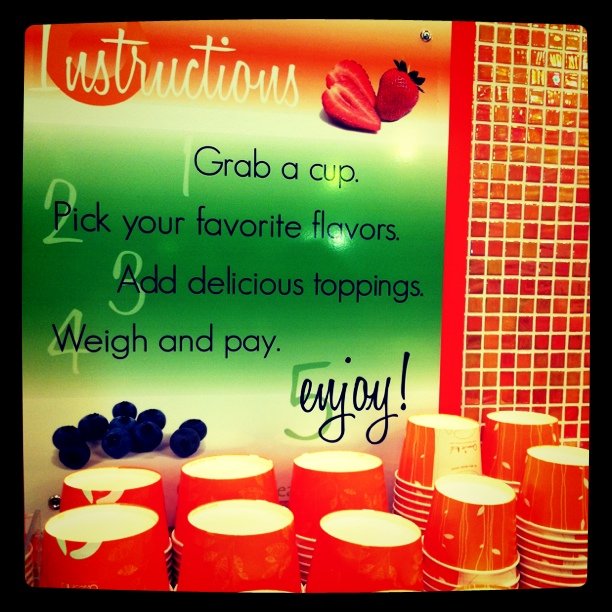 Instructions
1 Grab a cup.
2 Pick your favorite flavors.
3 Add delicious toppings.
4 Weigh and pay.
5 enjoy!